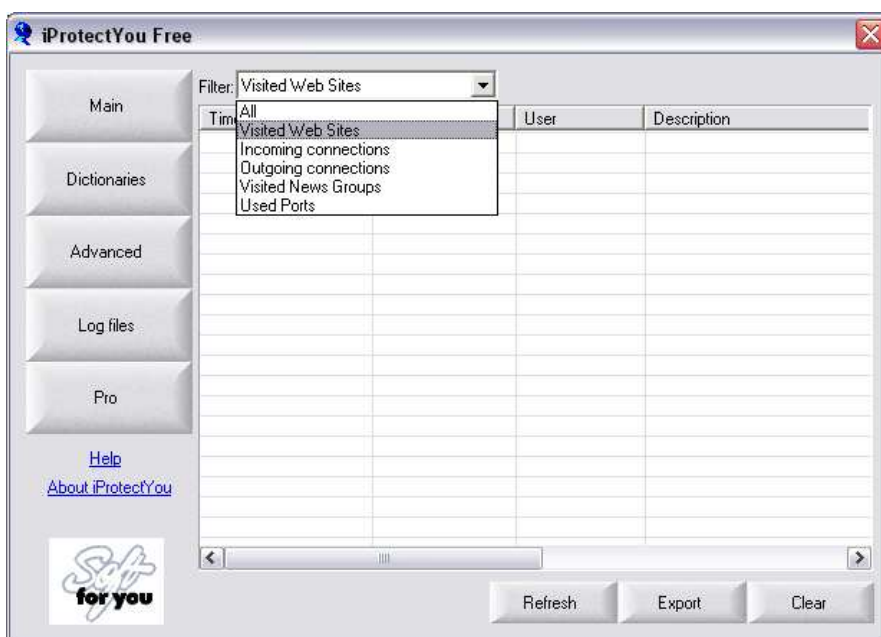 iProtectYou Free
Main
Dictionaries
Advanced
Log files
Pro
Help
About iProtectYou
Soft
for you
Filter: Visited Web Sites
All
Visited Web Sites
Incoming connections
Outgoing connections
Visited News Groups
Used Ports
User Description
Refresh Export Clear